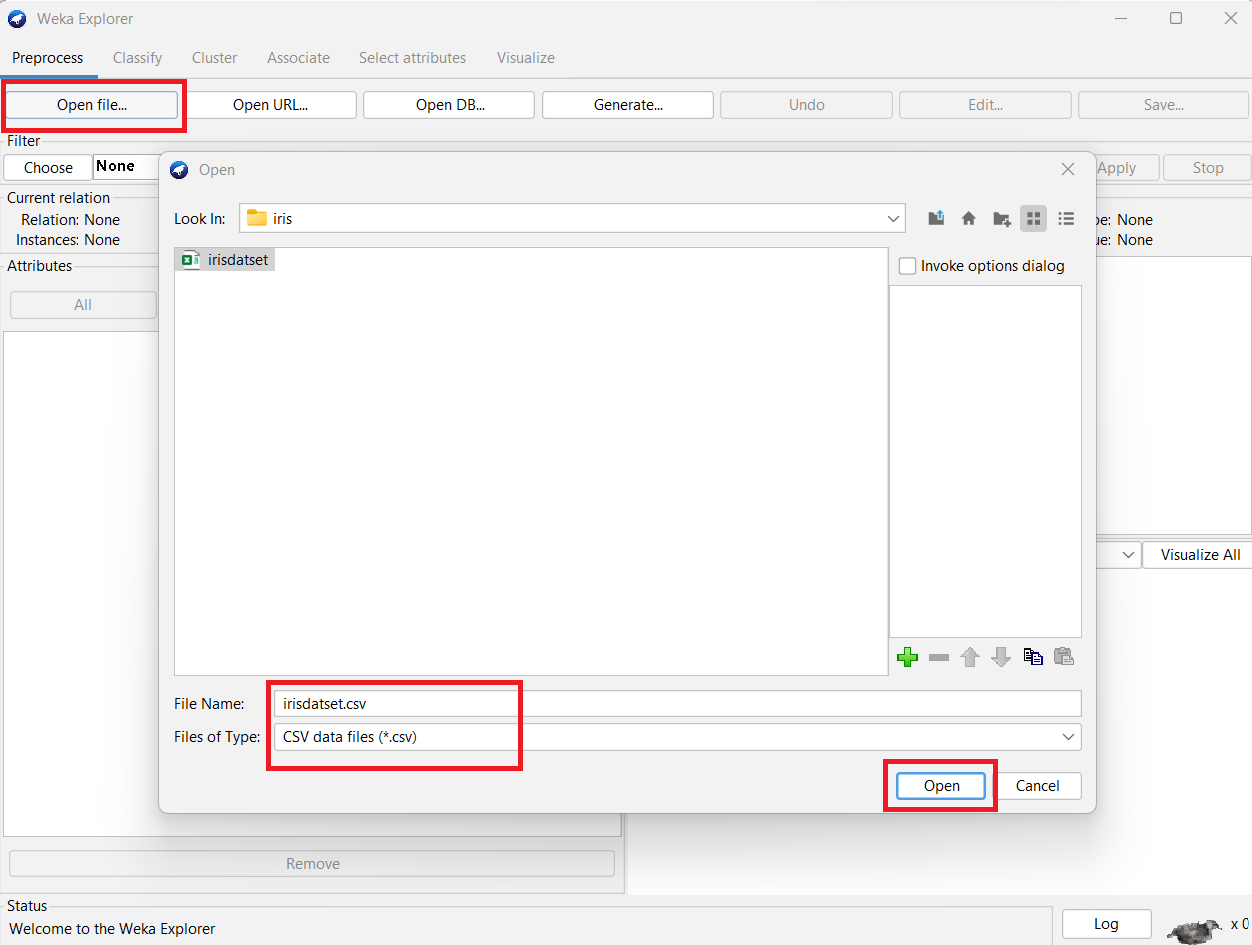 Weka Explorer
Preprocess Classify Cluster Associate Select attributes Visualize
Open file... Open URL... Open DB... Generate... Undo Edit... Save...
Filter
Choose None Apply Stop
Open
Current relation
Relation: None
Instances: None
pe: None
ue: None
Attributes
All
Look In: iris
irisdatset
Invoke options dialog
Visualize All
File Name: irisdatset.csv
Files of Type: CSV data files (*.csv)
Open Cancel
Remove
Status
Welcome to the Weka Explorer
Log x 0